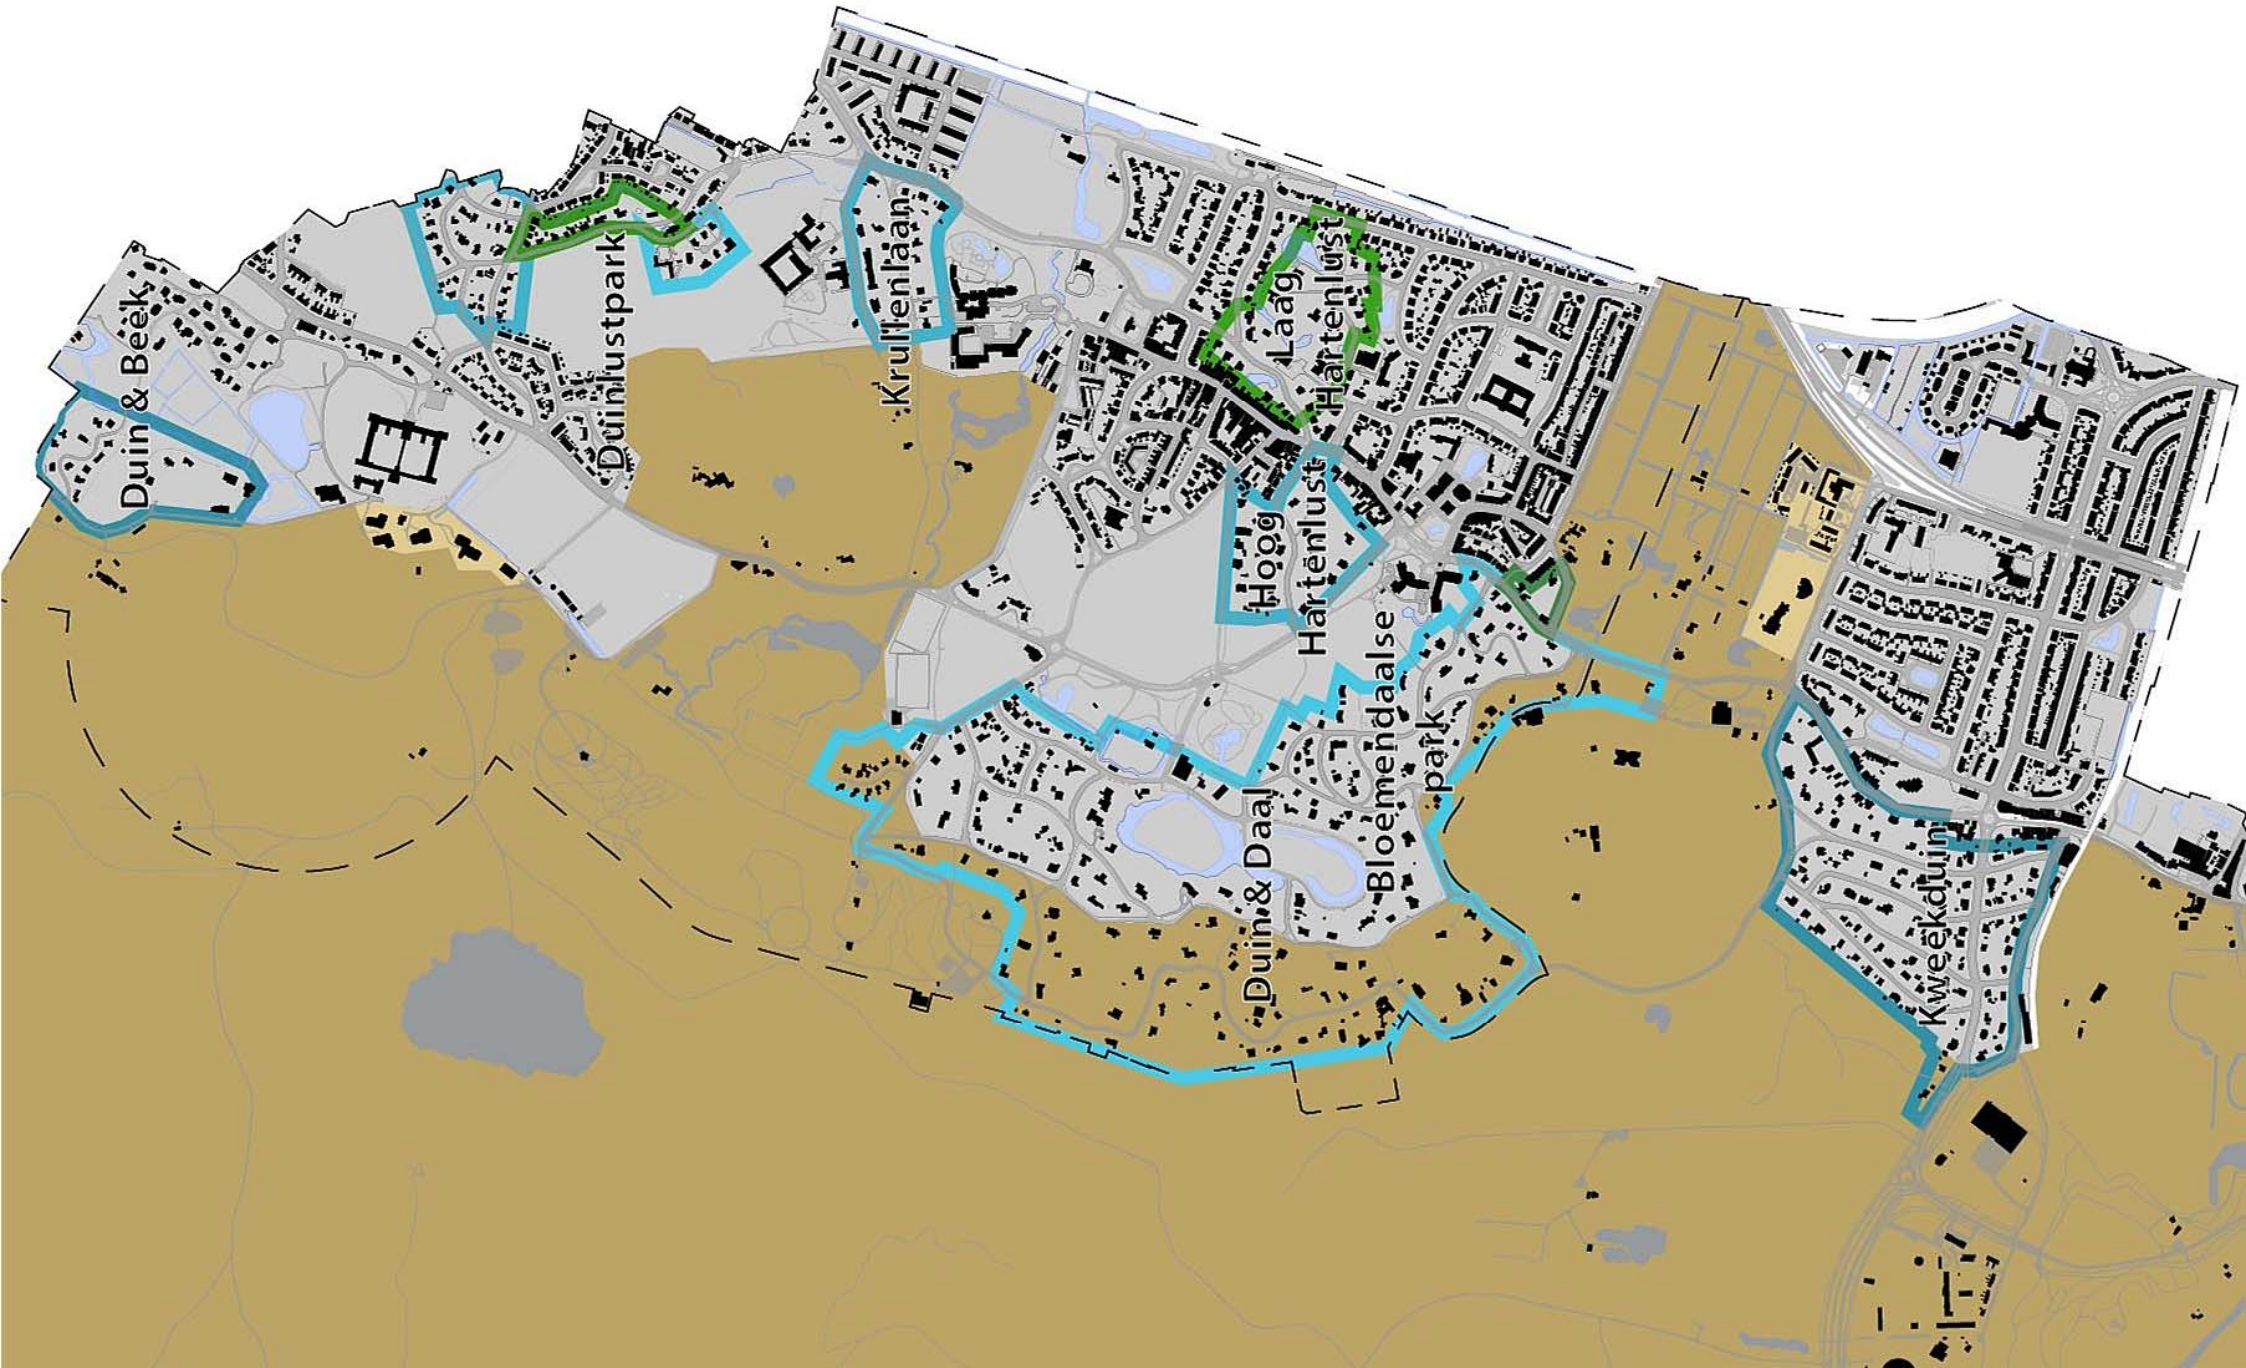 Duin & Beek
Duinlustpark
Krullenlaan
Laag
Hartenlust
Hoog
Hartenlust
Duin & Daal
Bloemendaalse
park
Kweekduin